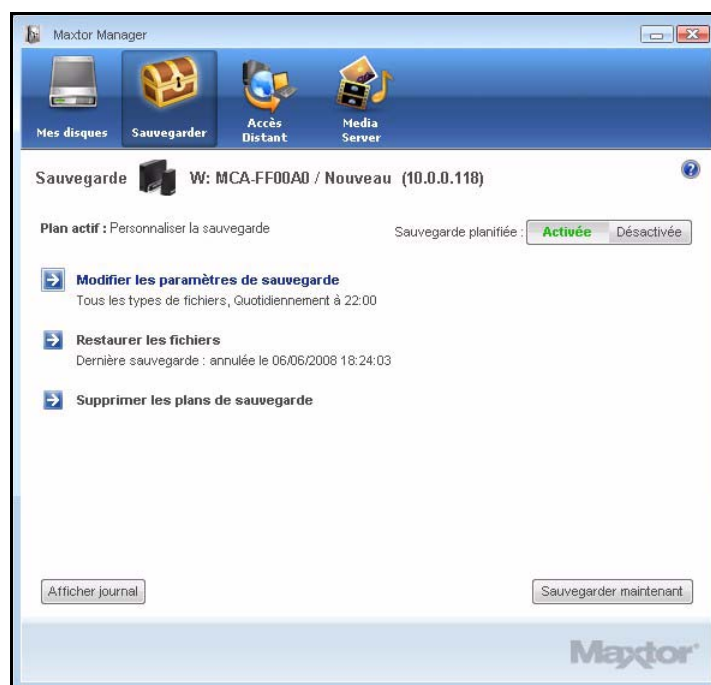 Maxtor Manager
Mes disques
Sauvegarder
Accès
Distant
Media
Server
Sauvegarde W: MCA-FF00A0 / Nouveau (10.0.0.118)
?
Plan actif : Personnaliser la sauvegarde
Sauvegarde planifiée : Activée Désactivée
Modifier les paramètres de sauvegarde
Tous les types de fichiers, Quotidiennement à 22:00
Restaurer les fichiers
Dernière sauvegarde : annulée le 06/06/2008 18:24:03
Supprimer les plans de sauvegarde
Afficher journal
Sauvegarder maintenant
Maxtor